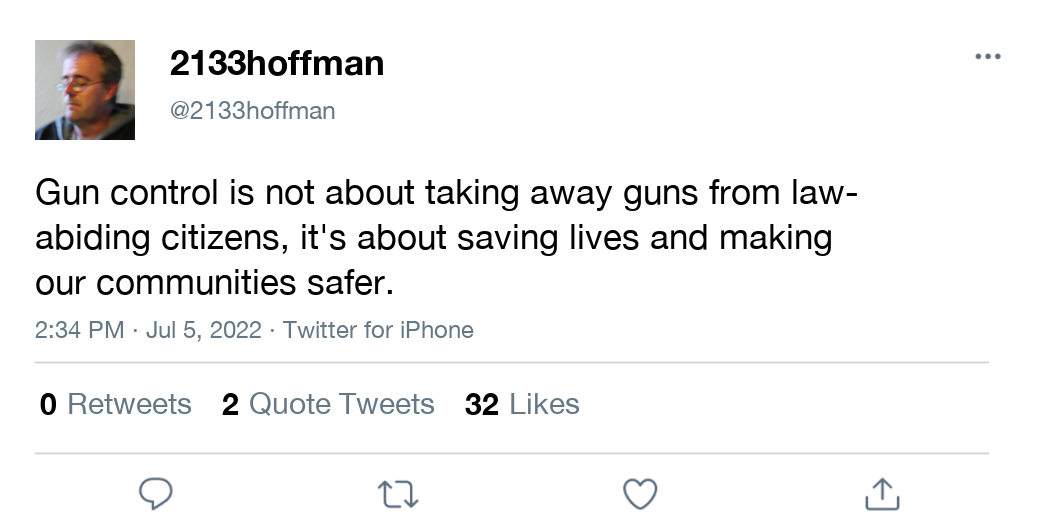 2133hoffman
@2133hoffman
Gun control is not about taking away guns from law-
abiding citizens, it's about saving lives and making
our communities safer.
2:34 PM · Jul 5, 2022 · Twitter for iPhone
0 Retweets 2 Quote Tweets 32 Likes